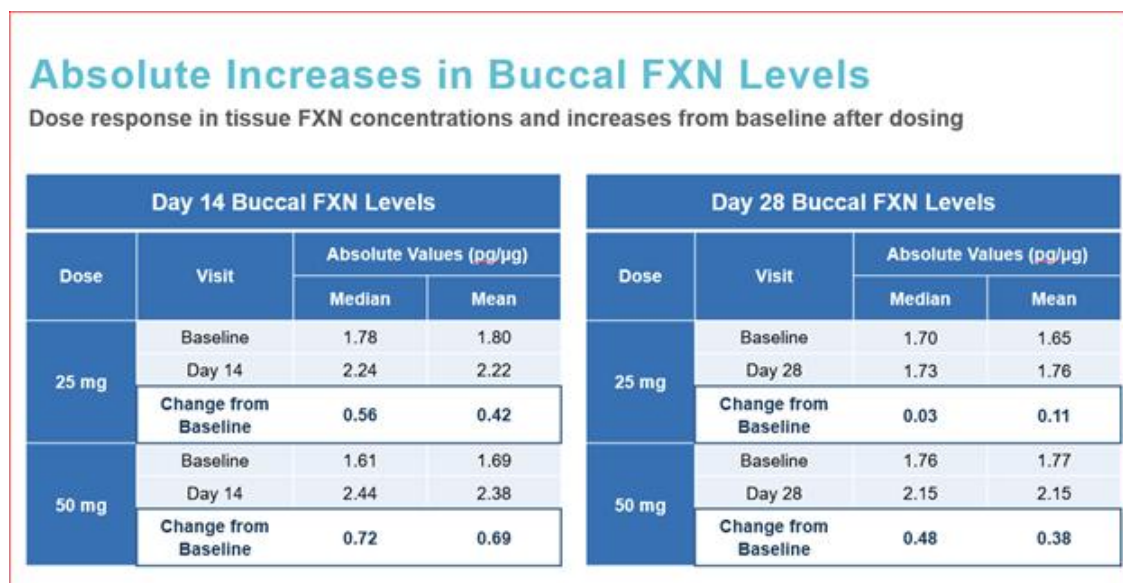 Absolute Increases in Buccal FXN Levels
Dose response in tissue FXN concentrations and increases from baseline after dosing
Day 14 Buccal FXN Levels
Dose Visit Absolute Values (pg/µg)
Median Mean
25 mg
Baseline 1.78 1.80
Day 14 2.24 2.22
Change from
Baseline 0.56 0.42
50 mg
Baseline 1.61 1.69
Day 14 2.44 2.38
Change from
Baseline 0.72 0.69
Day 28 Buccal FXN Levels
Dose Visit Absolute Values (pg/µg)
Median Mean
25 mg
Baseline 1.70 1.65
Day 28 1.73 1.76
Change from
Baseline 0.03 0.11
50 mg
Baseline 1.76 1.77
Day 28 2.15 2.15
Change from
Baseline 0.48 0.38